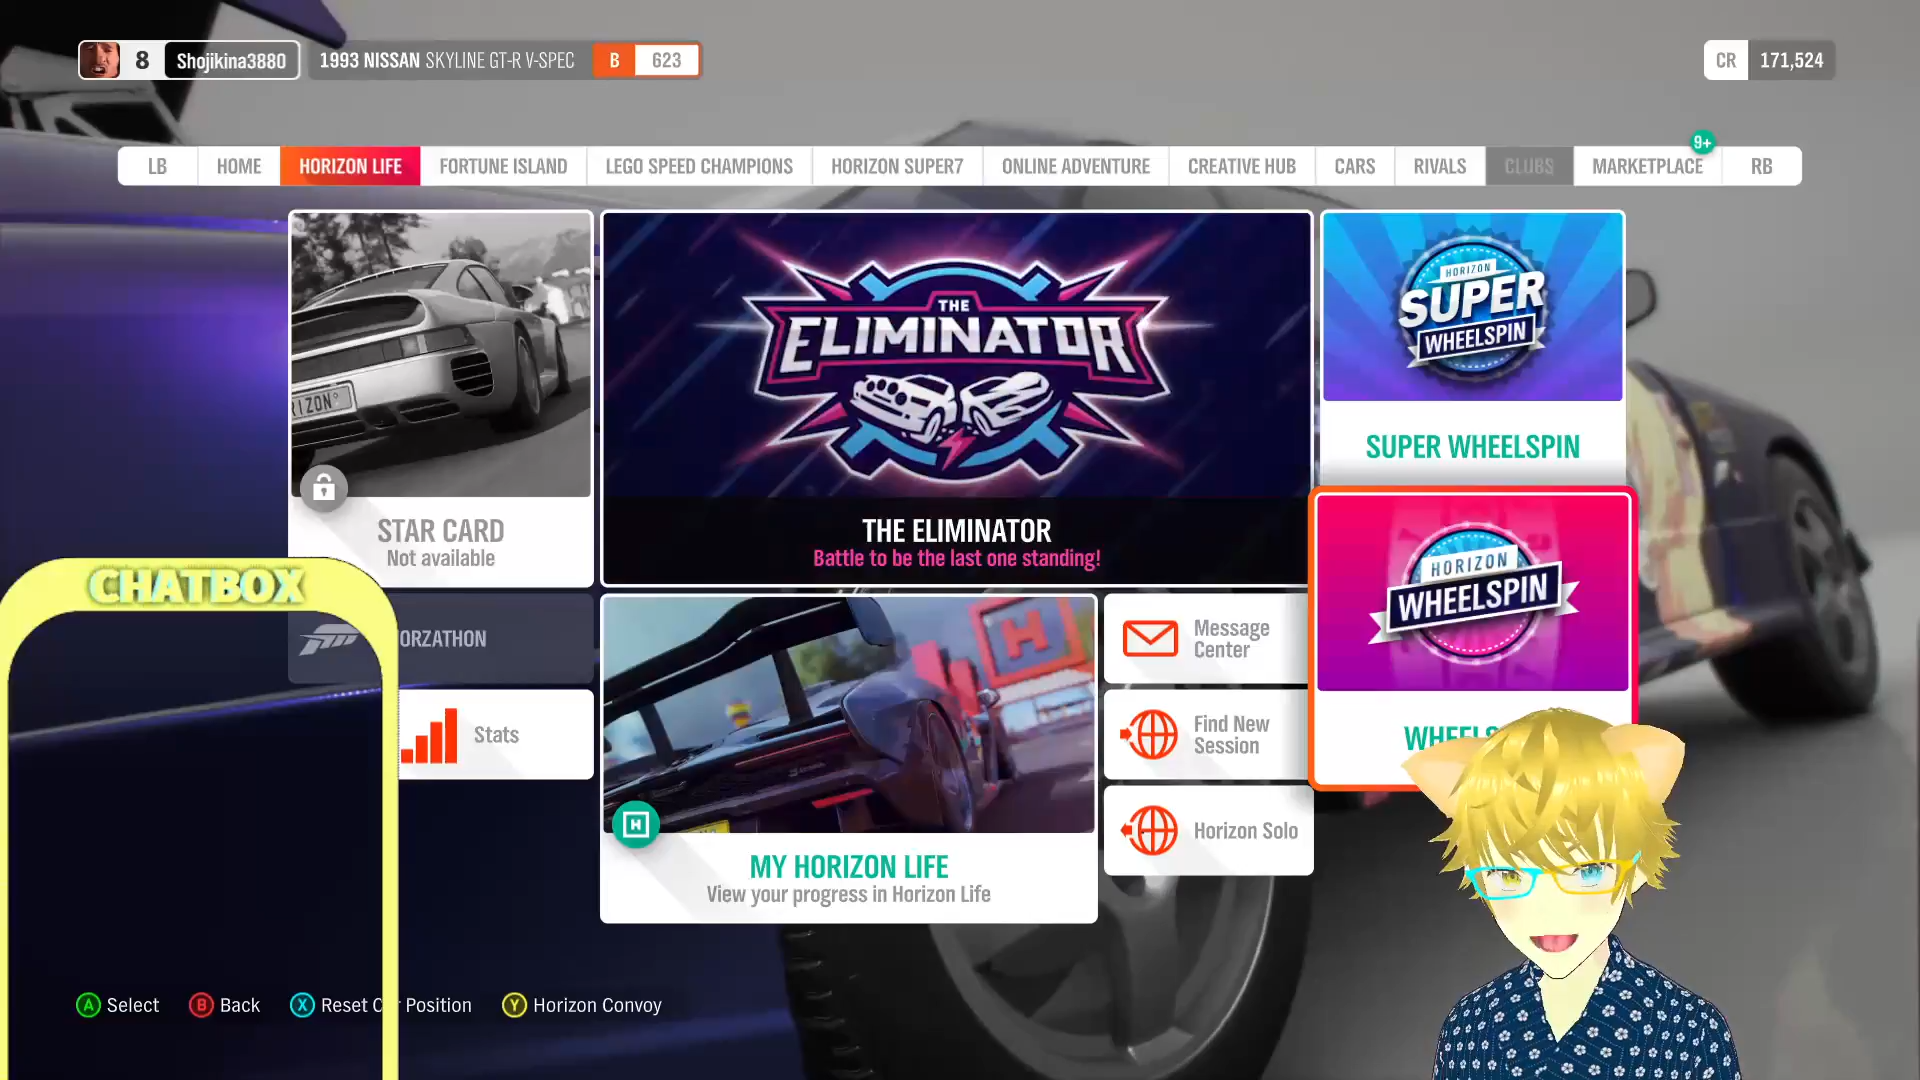 8 Shojikina3880 1993 NISSAN SKYLINE GT-R V-SPEC B 623 CR 171,524
9+
LB HOME HORIZON LIFE FORTUNE ISLAND LEGO SPEED CHAMPIONS HORIZON SUPER7 ONLINE ADVENTURE CREATIVE HUB CARS RIVALS CLUBS MARKETPLACE RB
HORIZON
SUPER
WHEELSPIN
SUPER WHEELSPIN
THE
ELIMINATOR
THE ELIMINATOR
Battle to be the last one standing!
RIZON°
STAR CARD
Not available
HORIZON
WHEELSPIN
CHATBOX
ORZATHON
Stats
H
MY HORIZON LIFE
View your progress in Horizon Life
Message
Center
Find New
Session
Horizon Solo
A Select B Back X Reset C Position Y Horizon Convoy